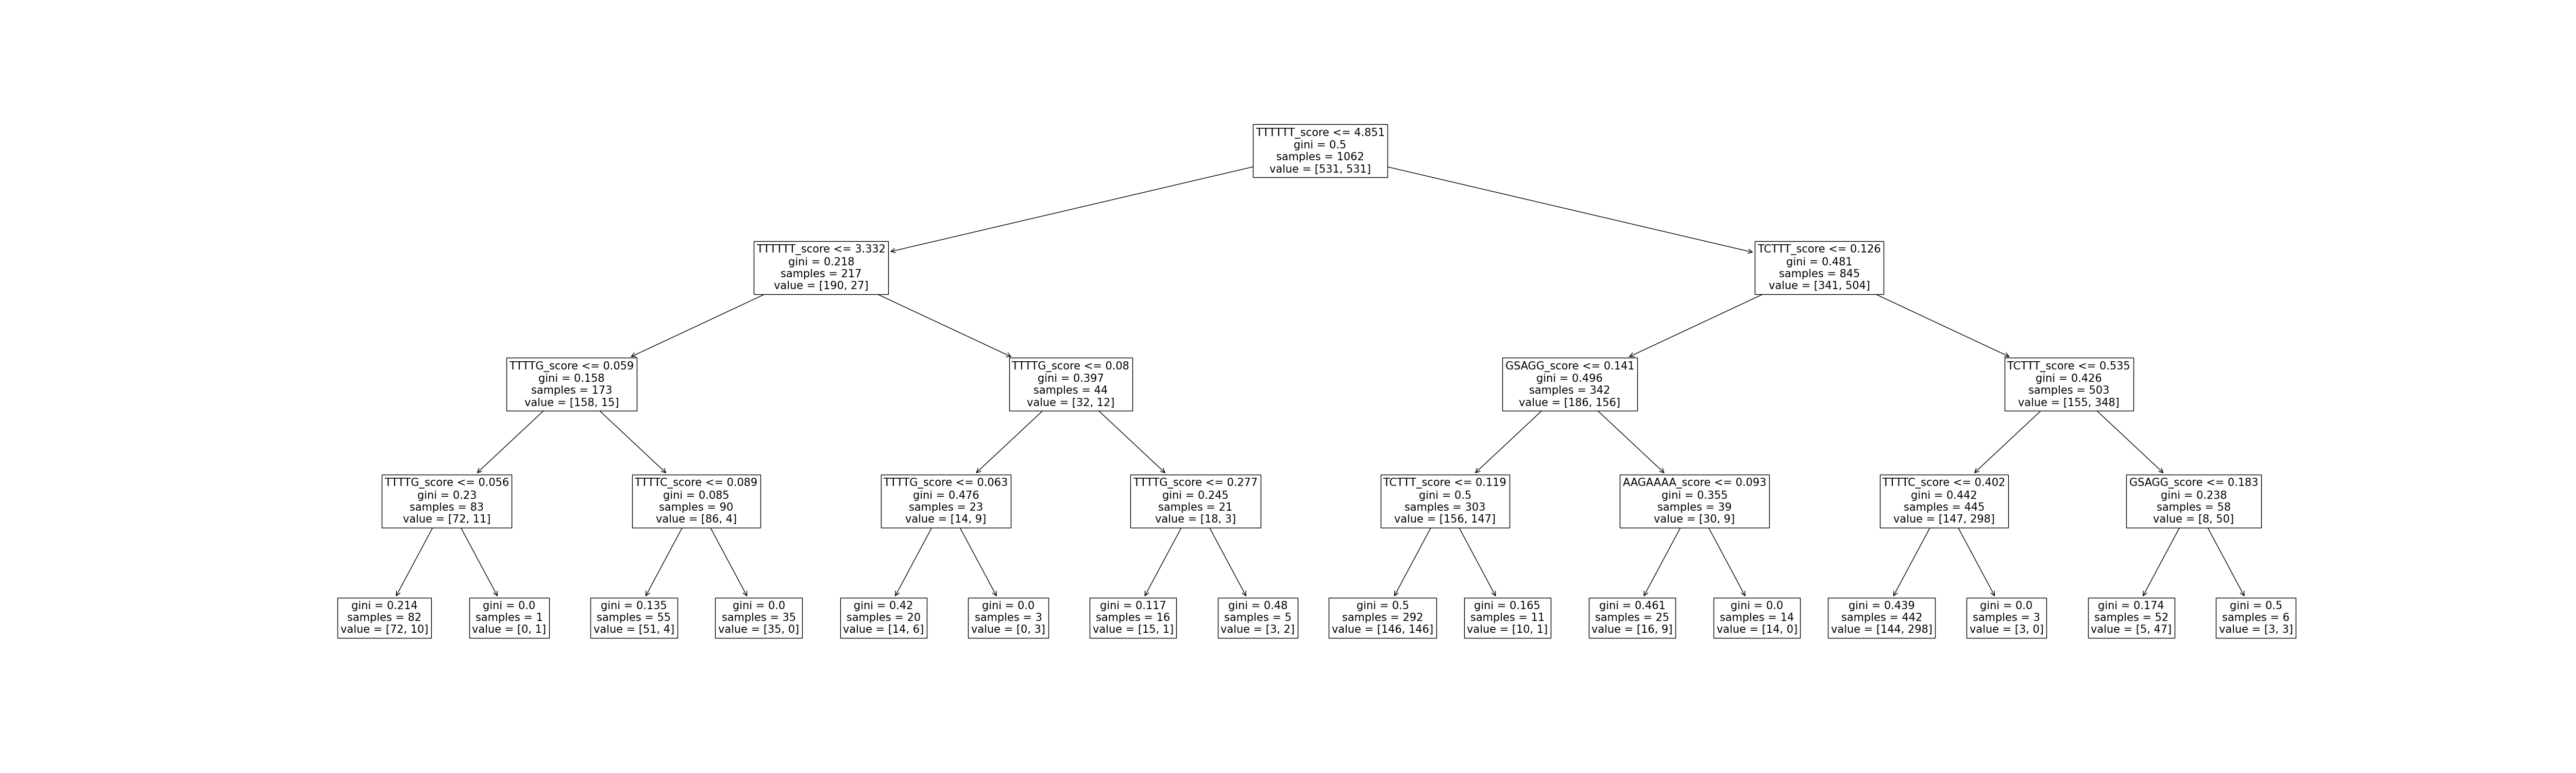 TTTTTT_score <= 4.851
gini = 0.5
samples = 1062
value = [531, 531]
TTTTTT_score <= 3.332
gini = 0.218
samples = 217
value = [190, 27]
TCTTT_score <= 0.126
gini = 0.481
samples = 845
value = [341, 504]
TTTTG_score <= 0.059
gini = 0.158
samples = 173
value = [158, 15]
TTTTG_score <= 0.08
gini = 0.397
samples = 44
value = [32, 12]
GSAGG_score <= 0.141
gini = 0.496
samples = 342
value = [186, 156]
TCTTT_score <= 0.535
gini = 0.426
samples = 503
value = [155, 348]
TTTTG_score <= 0.056
gini = 0.23
samples = 83
value = [72, 11]
TTTTC_score <= 0.089
gini = 0.085
samples = 90
value = [86, 4]
TTTTG_score <= 0.063
gini = 0.476
samples = 23
value = [14, 9]
TTTTG_score <= 0.277
gini = 0.245
samples = 21
value = [18, 3]
TCTTT_score <= 0.119
gini = 0.5
samples = 303
value = [156, 147]
AAGAAAA_score <= 0.093
gini = 0.355
samples = 39
value = [30, 9]
TTTTC_score <= 0.402
gini = 0.442
samples = 445
value = [147, 298]
GSAGG_score <= 0.183
gini = 0.238
samples = 58
value = [8, 50]
gini = 0.214
samples = 82
value = [72, 10]
gini = 0.0
samples = 1
value = [0, 1]
gini = 0.135
samples = 55
value = [51, 4]
gini = 0.0
samples = 35
value = [35, 0]
gini = 0.42
samples = 20
value = [14, 6]
gini = 0.0
samples = 3
value = [0, 3]
gini = 0.117
samples = 16
value = [15, 1]
gini = 0.48
samples = 5
value = [3, 2]
gini = 0.5
samples = 292
value = [146, 146]
gini = 0.165
samples = 11
value = [10, 1]
gini = 0.461
samples = 25
value = [16, 9]
gini = 0.0
samples = 14
value = [14, 0]
gini = 0.439
samples = 442
value = [144, 298]
gini = 0.0
samples = 3
value = [3, 0]
gini = 0.174
samples = 52
value = [5, 47]
gini = 0.5
samples = 6
value = [3, 3]